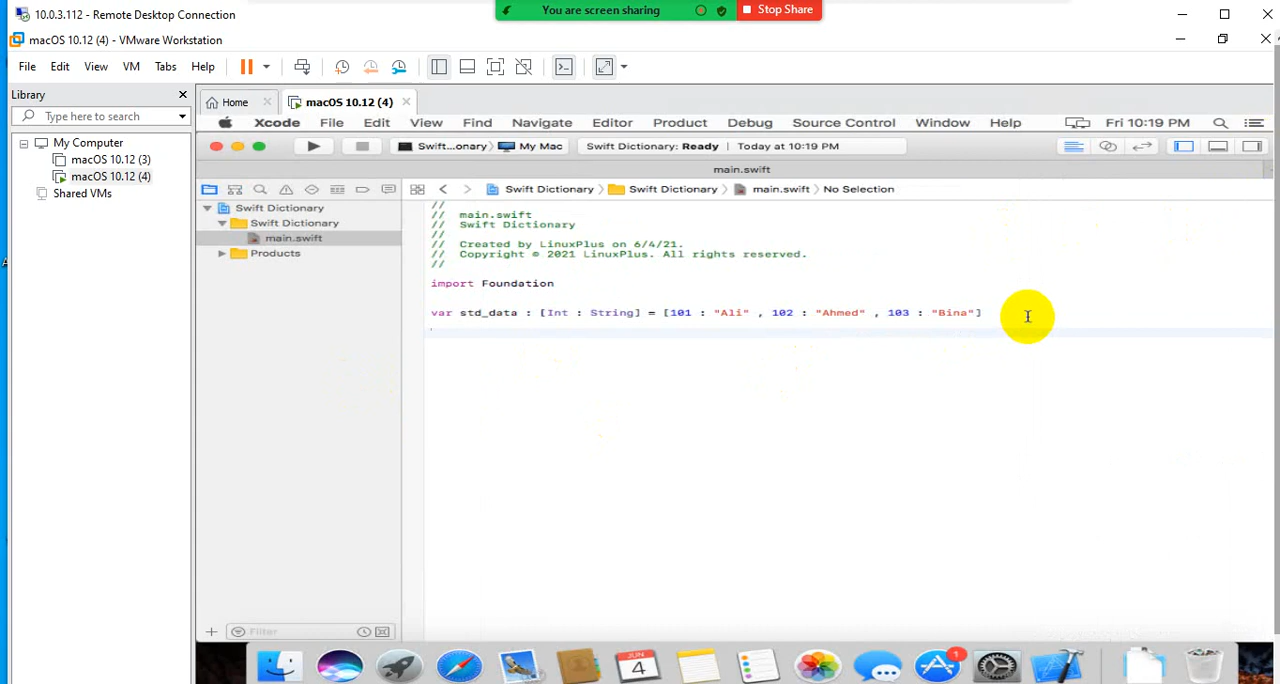 10.0.3.112 - Remote Desktop Connection
You are screen sharing
Stop Share
macOS 10.12 (4) - VMware Workstation
File Edit View VM Tabs Help
Library
Type here to search
My Computer
macOS 10.12 (3)
macOS 10.12 (4)
Shared VMs
Home
macOS 10.12 (4)
Xcode File Edit View Find Navigate Editor Product Debug Source Control Window Help Fri 10:19 PM
Swift...onary My Mac
Swift Dictionary: Ready | Today at 10:19 PM
main.swift
Swift Dictionary
Swift Dictionary
main.swift
Products
Swift Dictionary Swift Dictionary main.swift No Selection
//
// main.swift
// Swift Dictionary
//
// Created by LinuxPlus on 6/4/21.
// Copyright © 2021 LinuxPlus. All rights reserved.
//
import Foundation
var std_data : [Int : String] = [101 : "Ali" , 102 : "Ahmed" , 103 : "Bina"]
Filter
JUN
4
1